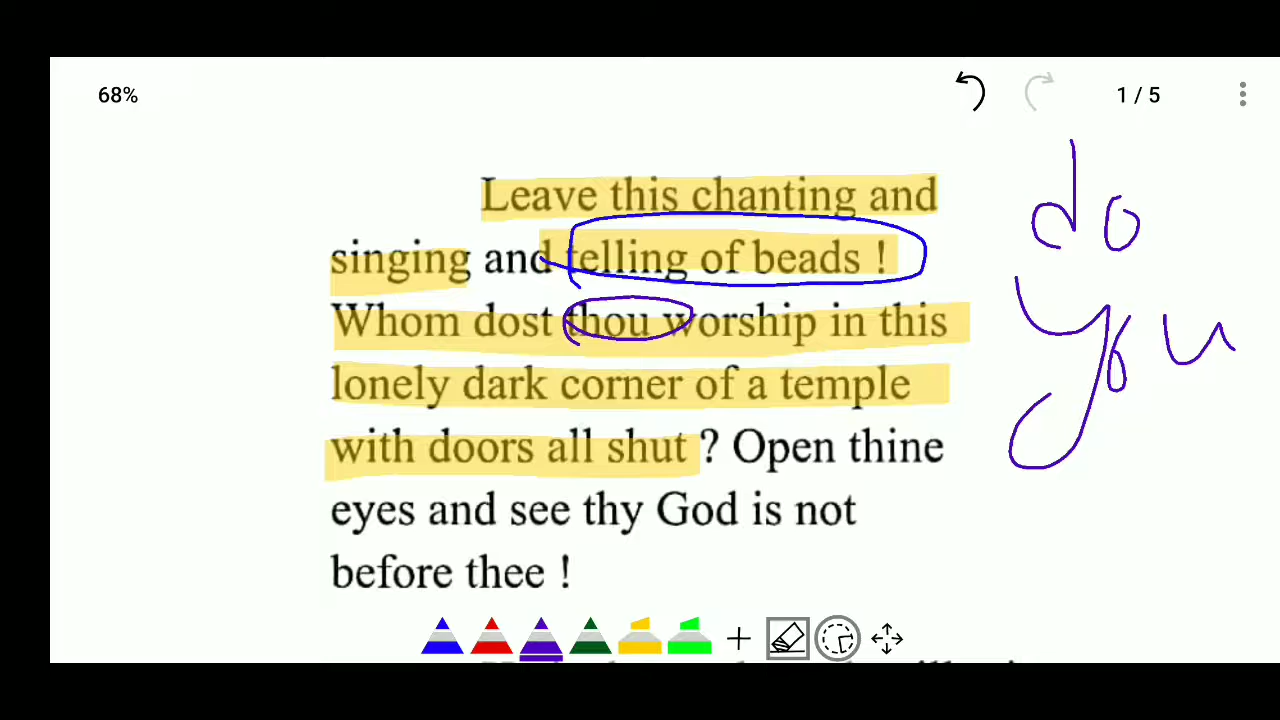 68%
1 / 5
Leave this chanting and
singing and telling of beads !
Whom dost thou worship in this
lonely dark corner of a temple
with doors all shut ? Open thine
eyes and see thy God is not
before thee !
do
you